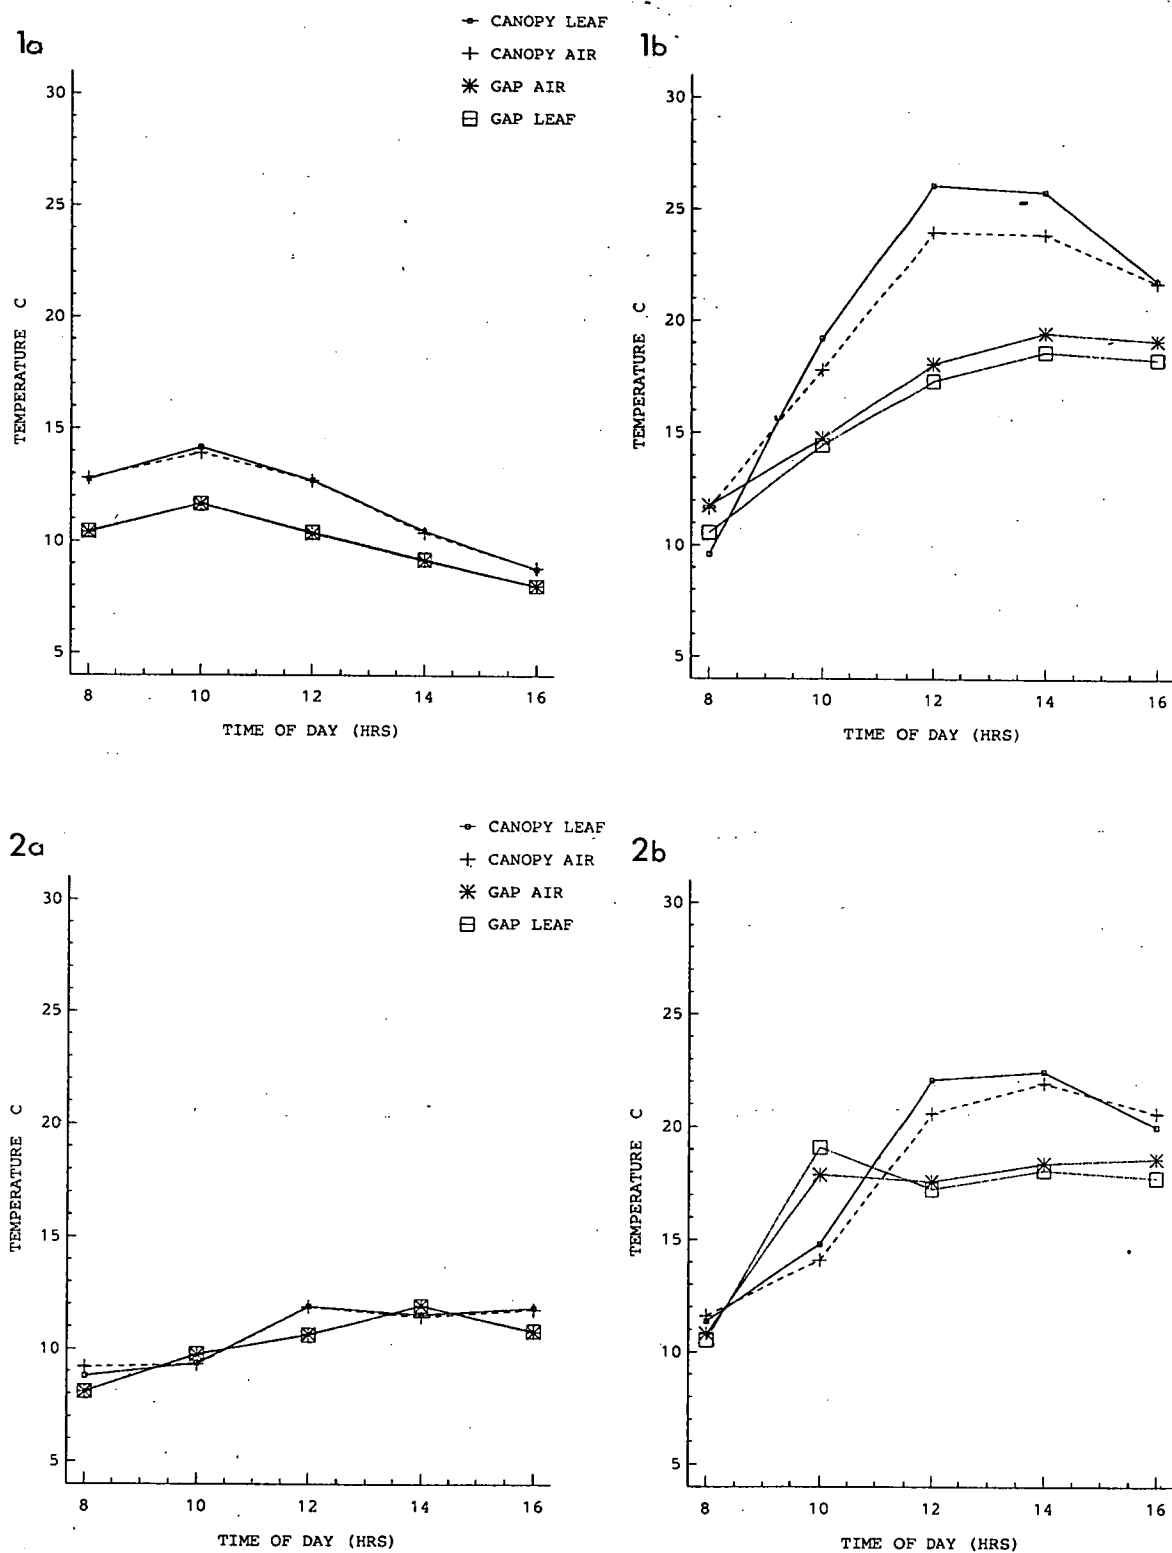 1a
CANOPY LEAF
CANOPY AIR
GAP AIR
GAP LEAF
30
25
20
15
10
5
TEMPERATURE C
8 10 12 14 16
TIME OF DAY (HRS)
1b
30
25
20
15
10
5
TEMPERATURE C
8 10 12 14 16
TIME OF DAY (HRS)
2a
CANOPY LEAF
CANOPY AIR
GAP AIR
GAP LEAF
30
25
20
15
10
5
TEMPERATURE C
8 10 12 14 16
TIME OF DAY (HRS)
2b
30
25
20
15
10
5
TEMPERATURE C
8 10 12 14 16
TIME OF DAY (HRS)